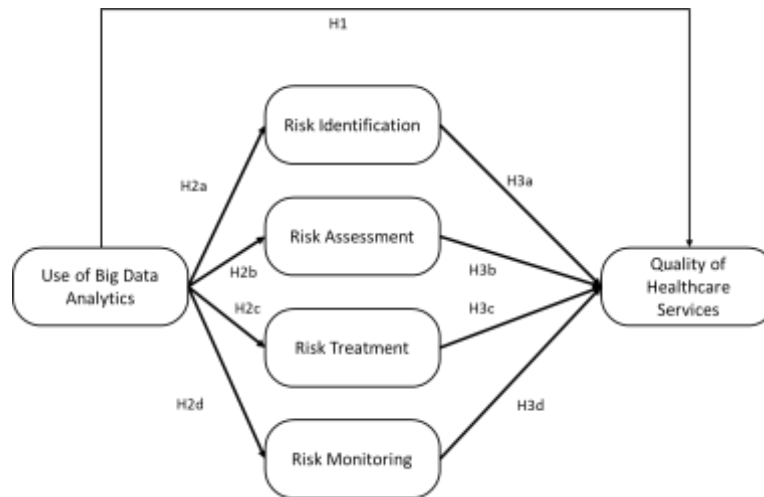 H1
Risk Identification
H2a
H3a
Risk Assessment
Use of Big Data
Analytics
H2b
H3b
Quality of
Healthcare
Services
H2c
H3c
Risk Treatment
H2d
H3d
Risk Monitoring